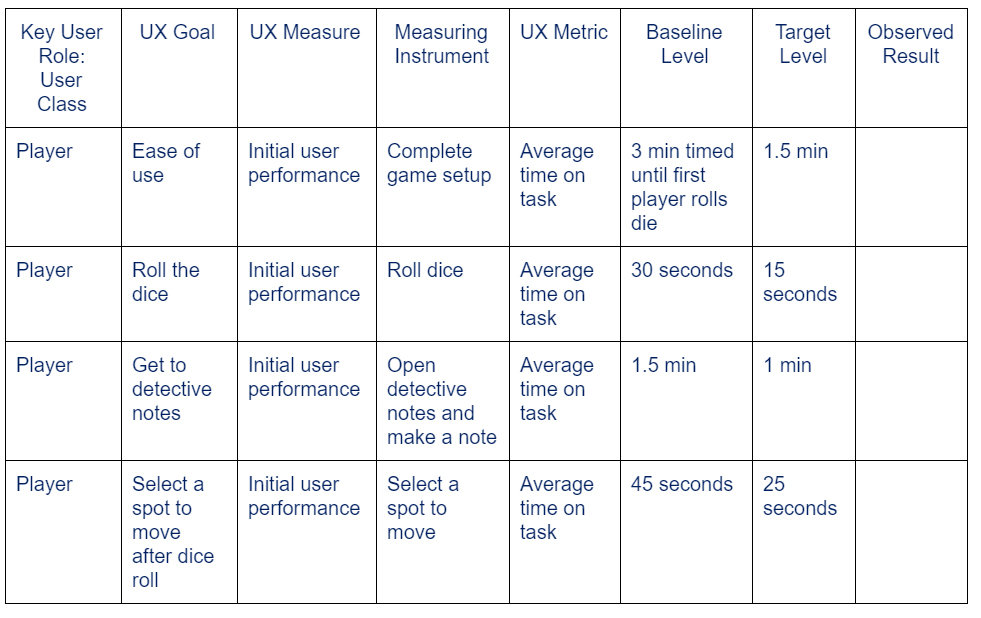 Key User Role: User Class
UX Goal
UX Measure
Measuring Instrument
UX Metric
Baseline Level
Target Level
Observed Result
Player
Ease of use
Initial user performance
Complete game setup
Average time on task
3 min timed until first player rolls die
1.5 min
Player
Roll the dice
Initial user performance
Roll dice
Average time on task
30 seconds
15 seconds
Player
Get to detective notes
Initial user performance
Open detective notes and make a note
Average time on task
1.5 min
1 min
Player
Select a spot to move after dice roll
Initial user performance
Select a spot to move
Average time on task
45 seconds
25 seconds